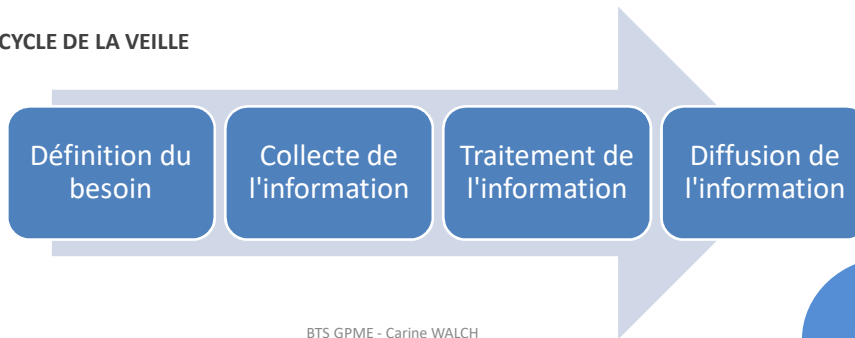 CYCLE DE LA VEILLE
Définition du
besoin
Collecte de
l'information
Traitement de
l'information
Diffusion de
l'information
BTS GPME - Carine WALCH